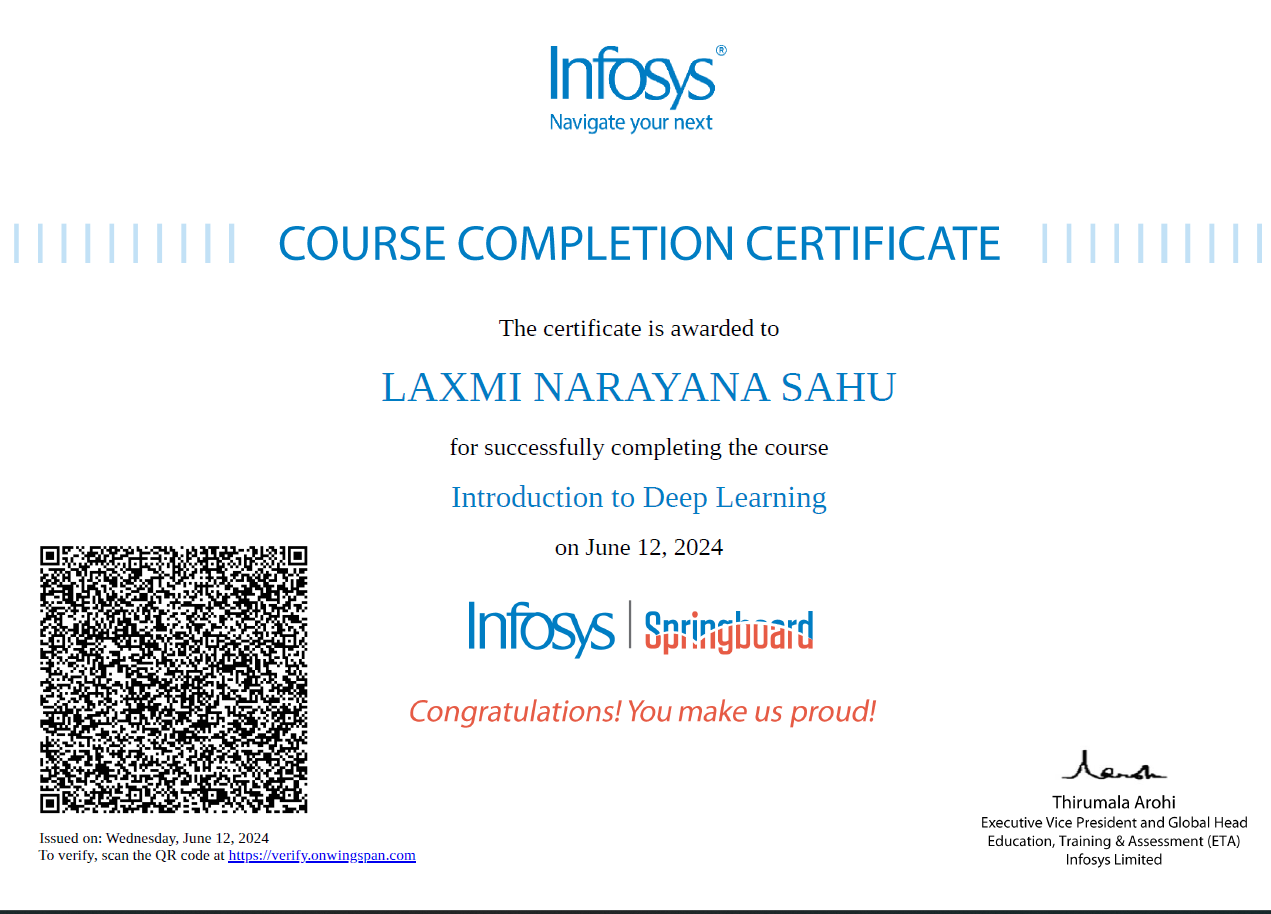 Infosys®
Navigate your next
COURSE COMPLETION CERTIFICATE
The certificate is awarded to
LAXMI NARAYANA SAHU
for successfully completing the course
Introduction to Deep Learning
on June 12, 2024
Infosys | Springboard
Congratulations! You make us proud!
Issued on: Wednesday, June 12, 2024
To verify, scan the QR code at https://verify.onwingspan.com
Thirumala Arohi
Executive Vice President and Global Head
Education, Training & Assessment (ETA)
Infosys Limited